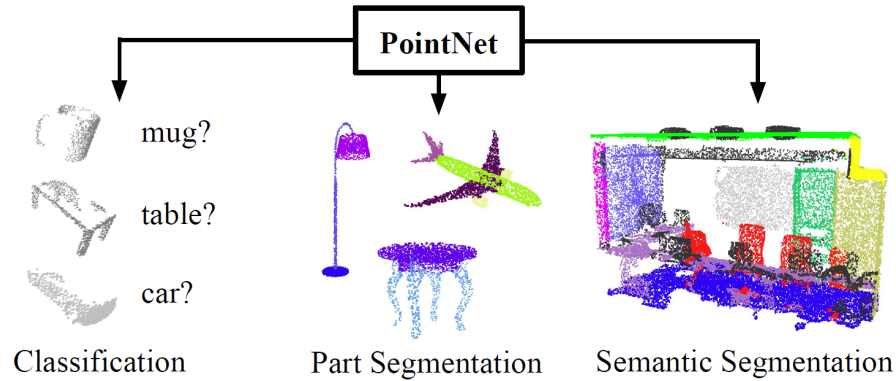 PointNet
mug?
table?
car?
Classification
Part Segmentation
Semantic Segmentation